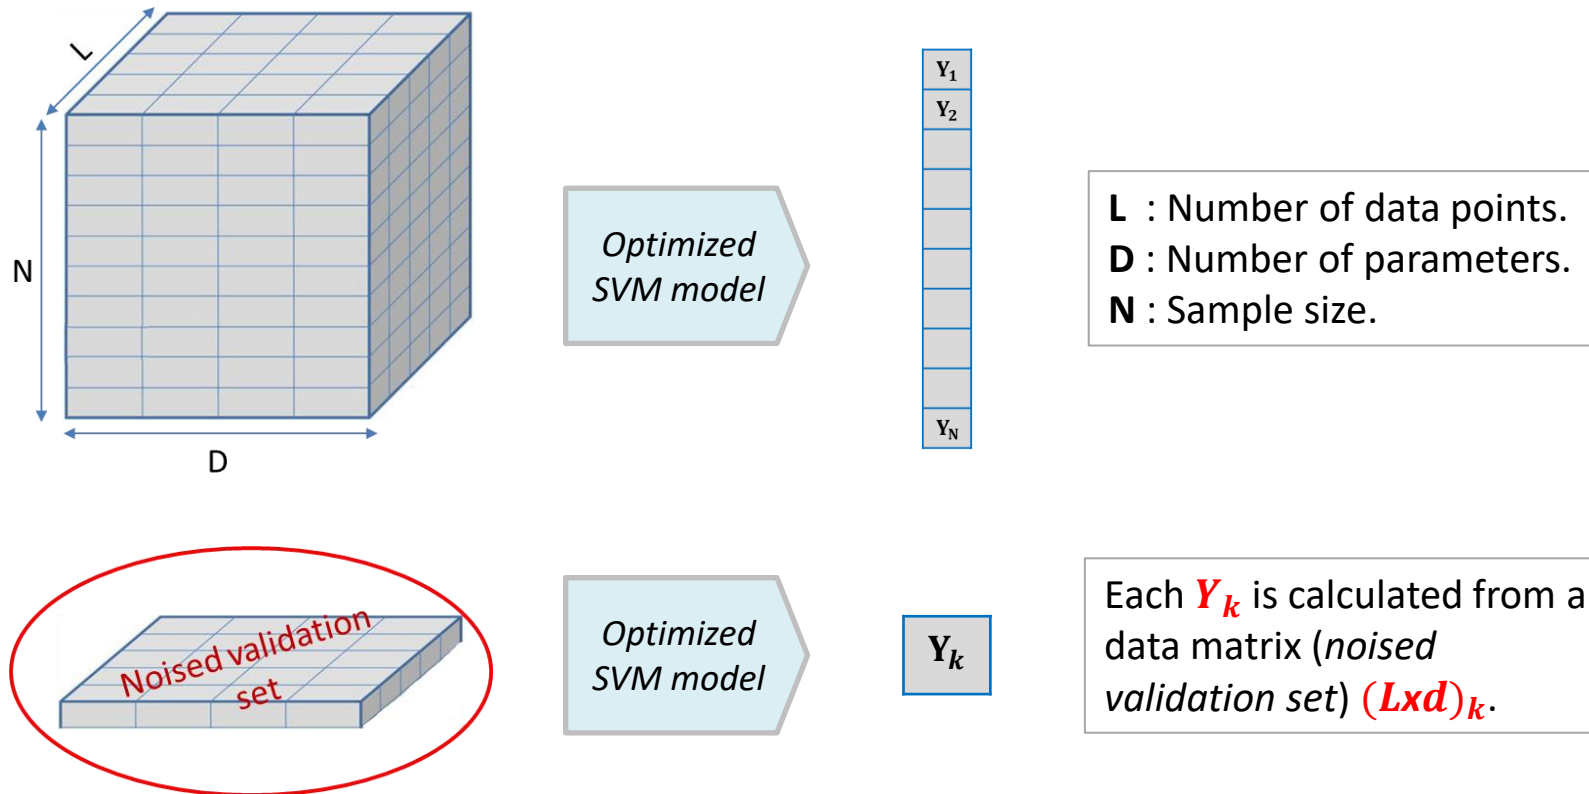 L
N
D
Optimized
SVM model
Y1
Y2
YN
L : Number of data points.
D : Number of parameters.
N : Sample size.
Noised validation
set
Optimized
SVM model
Yk
Each Yk is calculated from a
data matrix (noised
validation set) (Lxd)k.